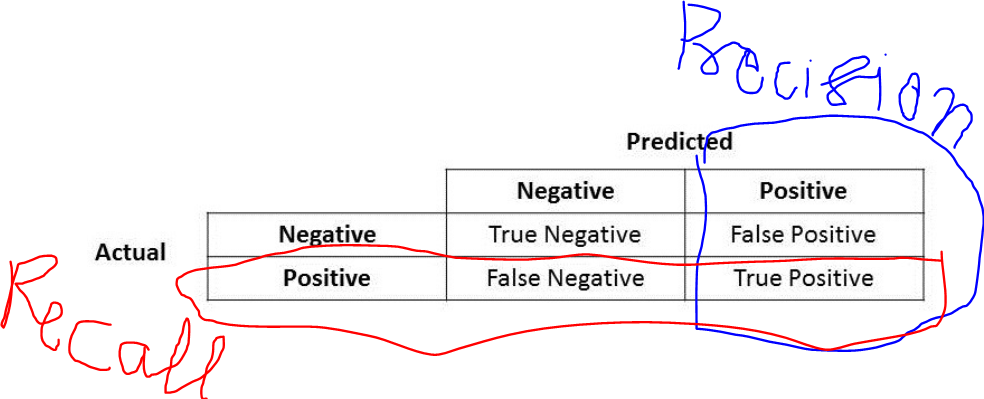 Precision
Predicted
Negative Positive
Actual
Negative True Negative False Positive
Positive False Negative True Positive
Recall